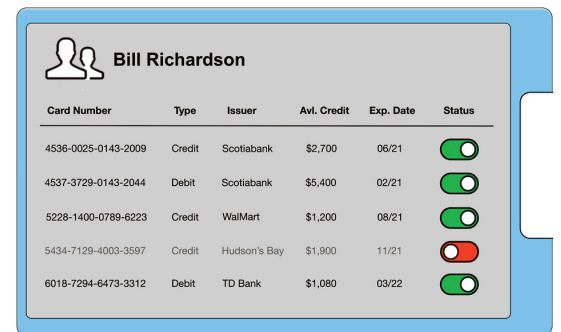 Bill Richardson
Card Number Type Issuer Avl. Credit Exp. Date Status
4536-0025-0143-2009 Credit Scotiabank $2,700 06/21
4537-3729-0143-2044 Debit Scotiabank $5,400 02/21
5228-1400-0789-6223 Credit WalMart $1,200 08/21
5434-7129-4003-3597 Credit Hudson's Bay $1,900 11/21
6018-7294-6473-3312 Debit TD Bank $1,080 03/22